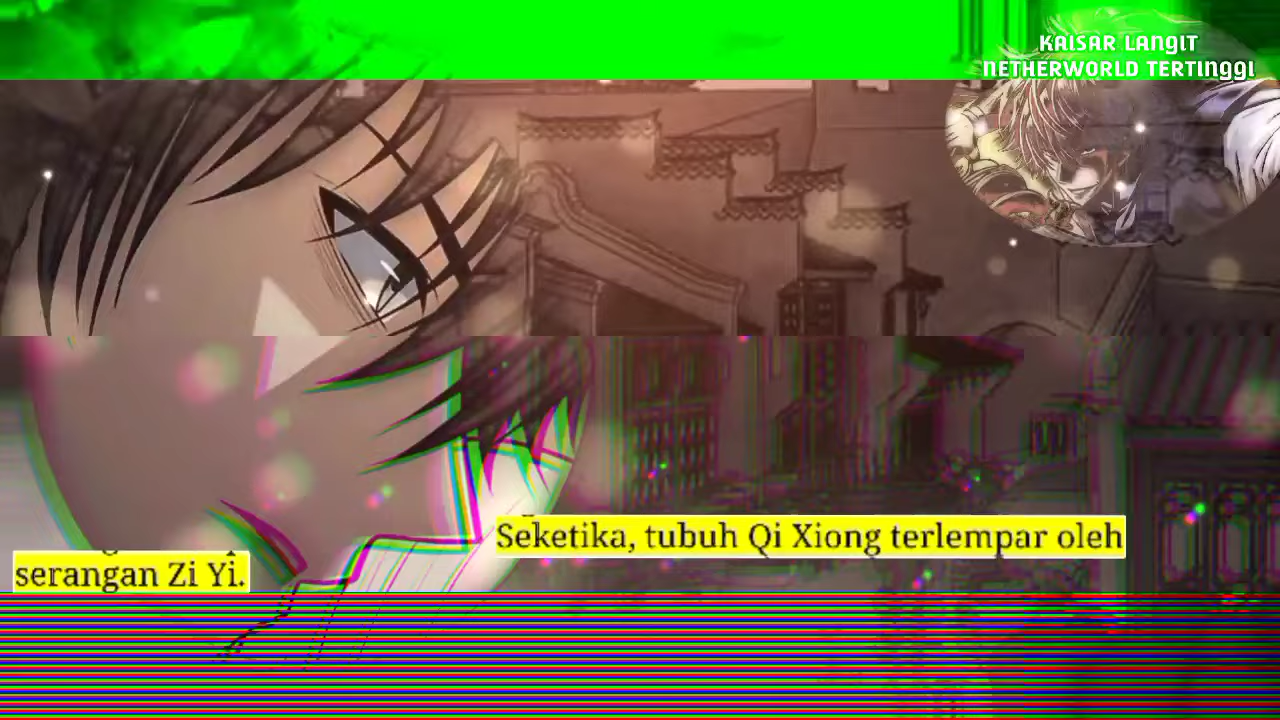 KAISAR LANGIT
NETHERWORLD TERTINGGI
Seketika, tubuh Qi Xiong terlempar oleh
serangan Zi Yi.